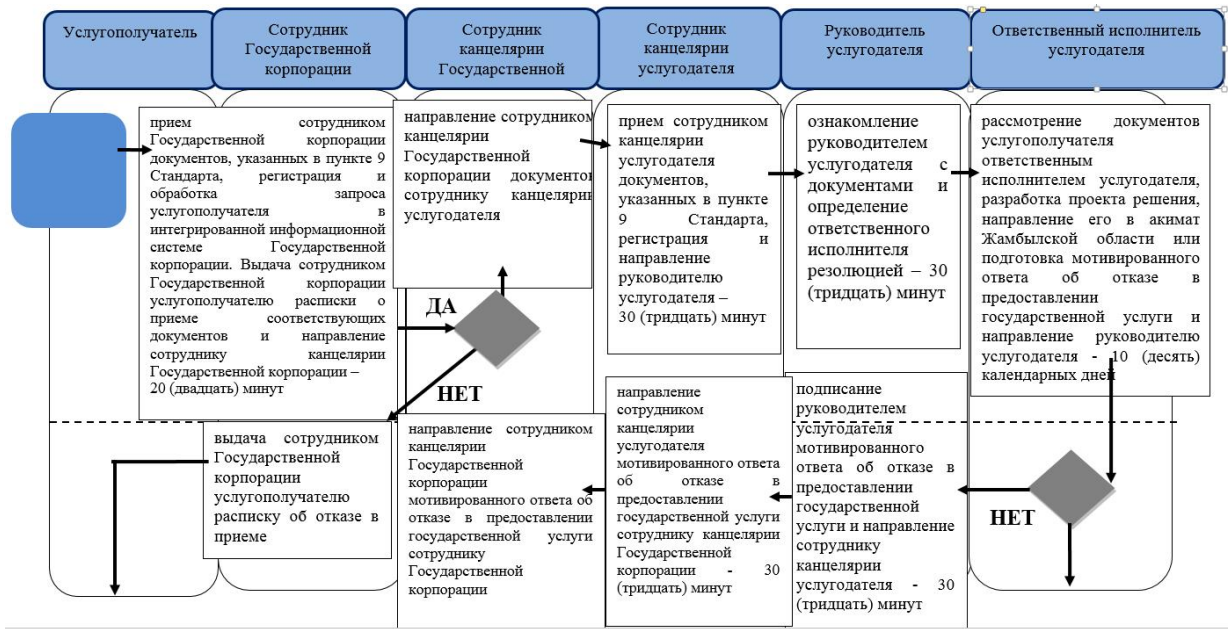 Услугополучатель
Сотрудник
Государственной
корпорации
Сотрудник
канцелярии
Государственной
Сотрудник
канцелярии
услугодателя
Руководитель
услугодателя
Ответственный исполнитель
услугодателя
прием сотрудником
Государственной корпорации
документов, указанных в пункте 9
Стандарта, регистрация и
обработка запроса
услугополучателя в
интегрированной информационной
системе Государственной
корпорации. Выдача сотрудником
Государственной корпорации
услугополучателю расписки о
приеме соответствующих
документов и направление
сотруднику канцелярии
Государственной корпорации –
20 (двадцать) минут
направление сотрудником
канцелярии
Государственной
корпорации документов
сотруднику канцелярии
услугодателя
прием сотрудником
канцелярии
услугодателя
документов,
указанных в пункте
9 Стандарта,
регистрация и
направление
руководителю
услугодателя –
30 (тридцать) минут
ознакомление
руководителем
услугодателя с
документами и
определение
ответственного
исполнителя
резолюцией – 30
(тридцать) минут
рассмотрение документов
услугополучателя
ответственным
исполнителем услугодателя,
разработка проекта решения,
направление его в акимат
Жамбылской области или
подготовка мотивированного
ответа об отказе в
предоставлении
государственной услуги и
направление руководителю
услугодателя - 10 (десять)
календарных дней
ДА
НЕТ
выдача сотрудником
Государственной
корпорации
услугополучателю
расписку об отказе в
приеме
направление сотрудником
канцелярии
Государственной
корпорации
мотивированного ответа об
отказе в предоставлении
государственной услуги
сотруднику
Государственной
корпорации
направление
сотрудником
канцелярии
услугодателя
мотивированного ответа
об отказе в
предоставлении
государственной услуги
сотруднику канцелярии
Государственной
корпорации - 30
(тридцать) минут
подписание
руководителем
услугодателя
мотивированного
ответа об отказе в
предоставлении
государственной
услуги и направление
сотруднику
канцелярии
услугодателя - 30
(тридцать) минут
НЕТ